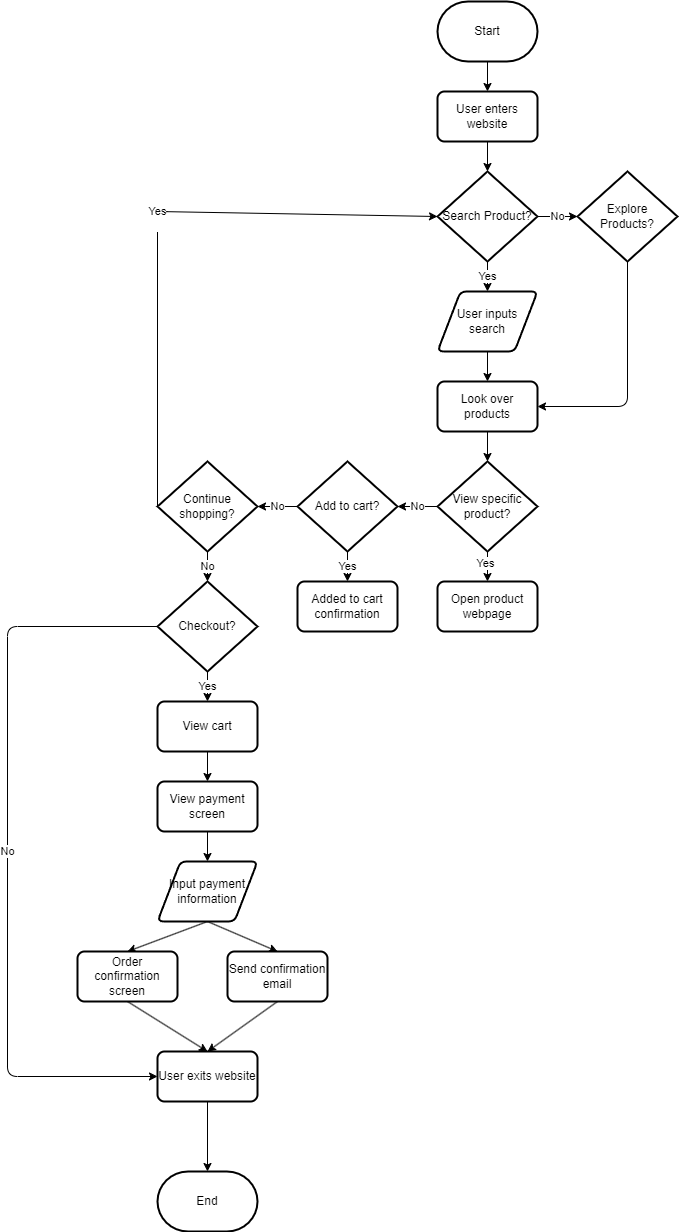 Start
User enters
website
Yes
Search Product?
No
Explore
Products?
Yes
User inputs
search
Look over
products
Continue
shopping?
No
Add to cart?
No
View specific
product?
No
Yes
Yes
Checkout?
Added to cart
confirmation
Open product
webpage
Yes
View cart
View payment
screen
No
Input payment
information
Order
confirmation
screen
Send confirmation
email
User exits website
End